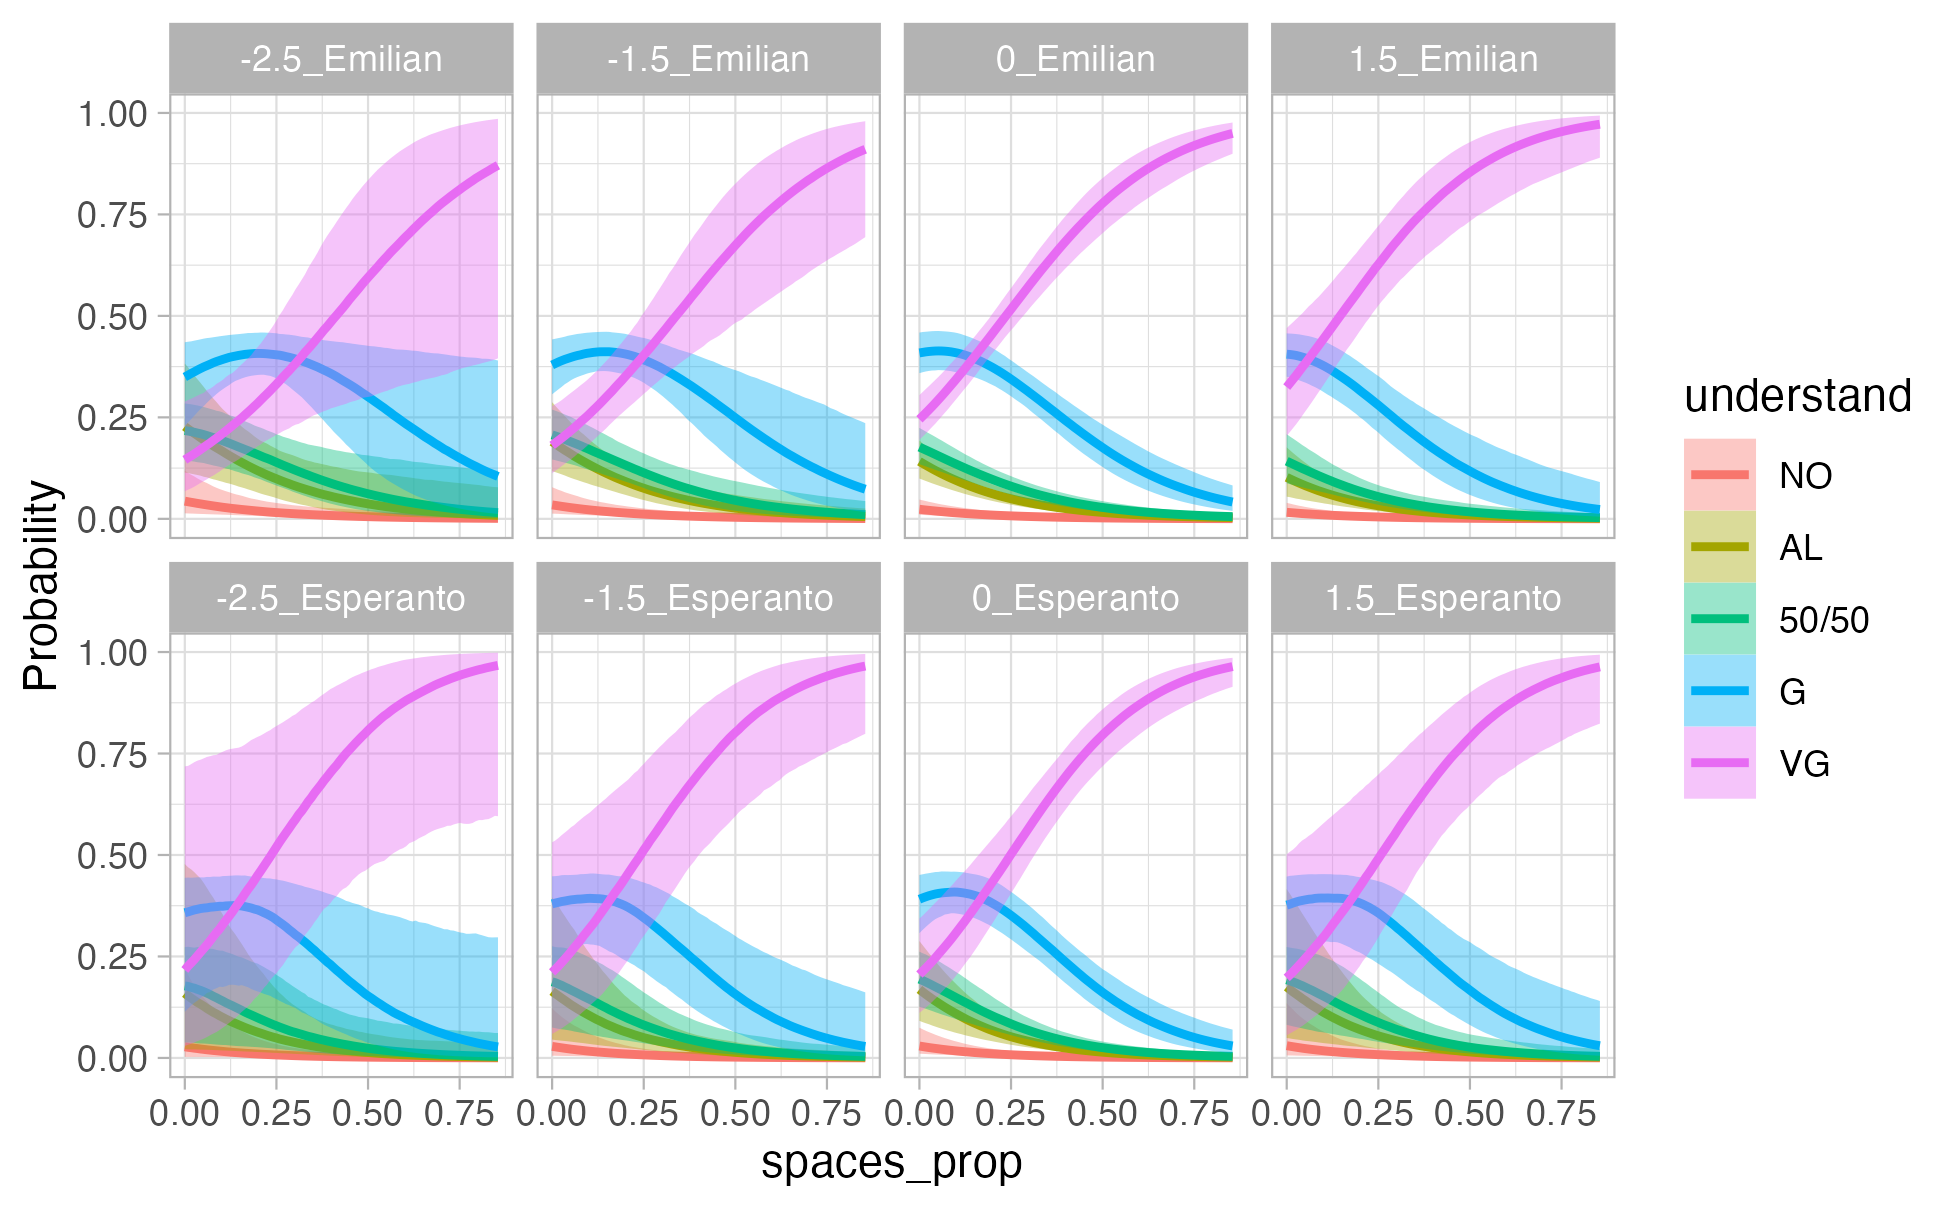 -2.5_Emilian -1.5_Emilian 0_Emilian 1.5_Emilian
1.00
0.75
0.50
0.25
0.00
-2.5_Esperanto -1.5_Esperanto 0_Esperanto 1.5_Esperanto
1.00
0.75
0.50
0.25
0.00
0.00 0.25 0.50 0.75 0.00 0.25 0.50 0.75 0.00 0.25 0.50 0.75 0.00 0.25 0.50 0.75
spaces_prop
Probability
understand
NO
AL
50/50
G
VG